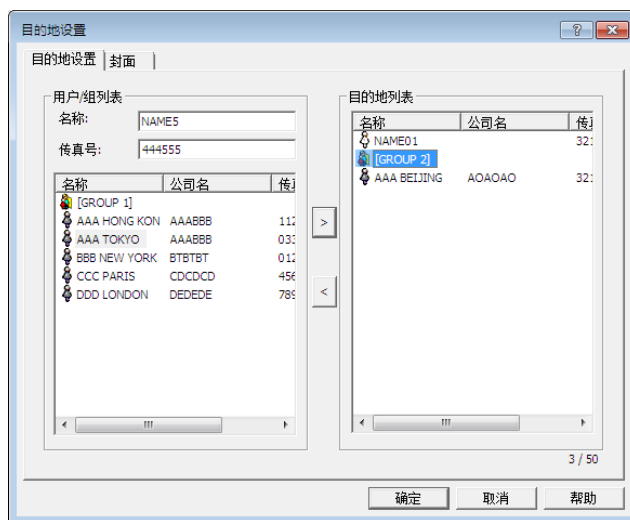 目的地设置
目的地设置 封面
用户/组列表
名称: NAME5
传真号: 444555
名称 公司名
[GROUP 1]
AAA HONG KON AAABBB 112
AAA TOKYO AAABBB 033
BBB NEW YORK BTBTBT 012
CCC PARIS CDCDCD 456
DDD LONDON DEDEDE 789
>
<
目的地列表
名称 公司名
NAME01 321
[GROUP 2]
AAA BEIJING AOAOAO 321
3 / 50
确定 取消 帮助